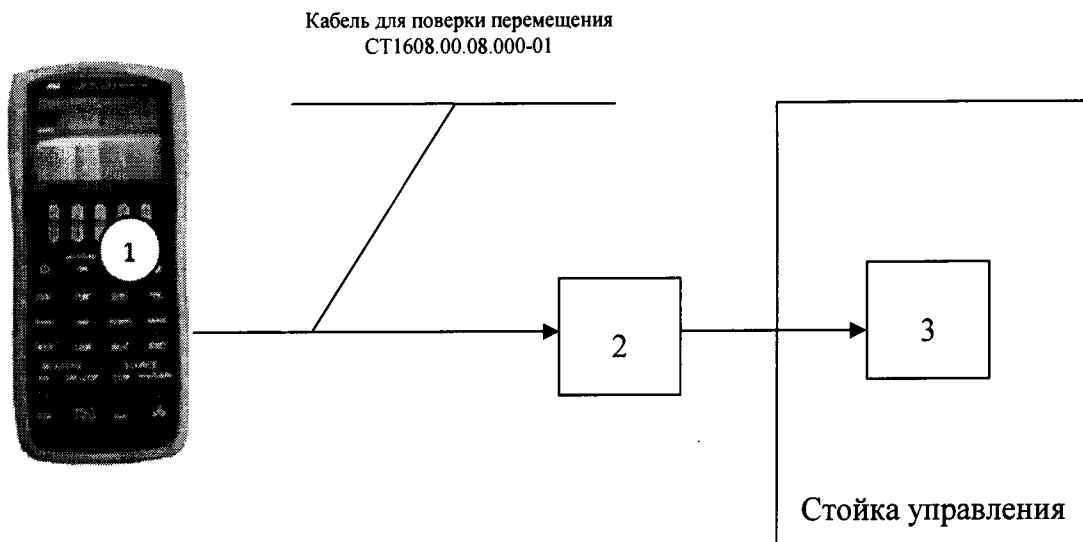 Кабель для поверки перемещения
СТ1608.00.08.000-01
1
2
3
Стойка управления